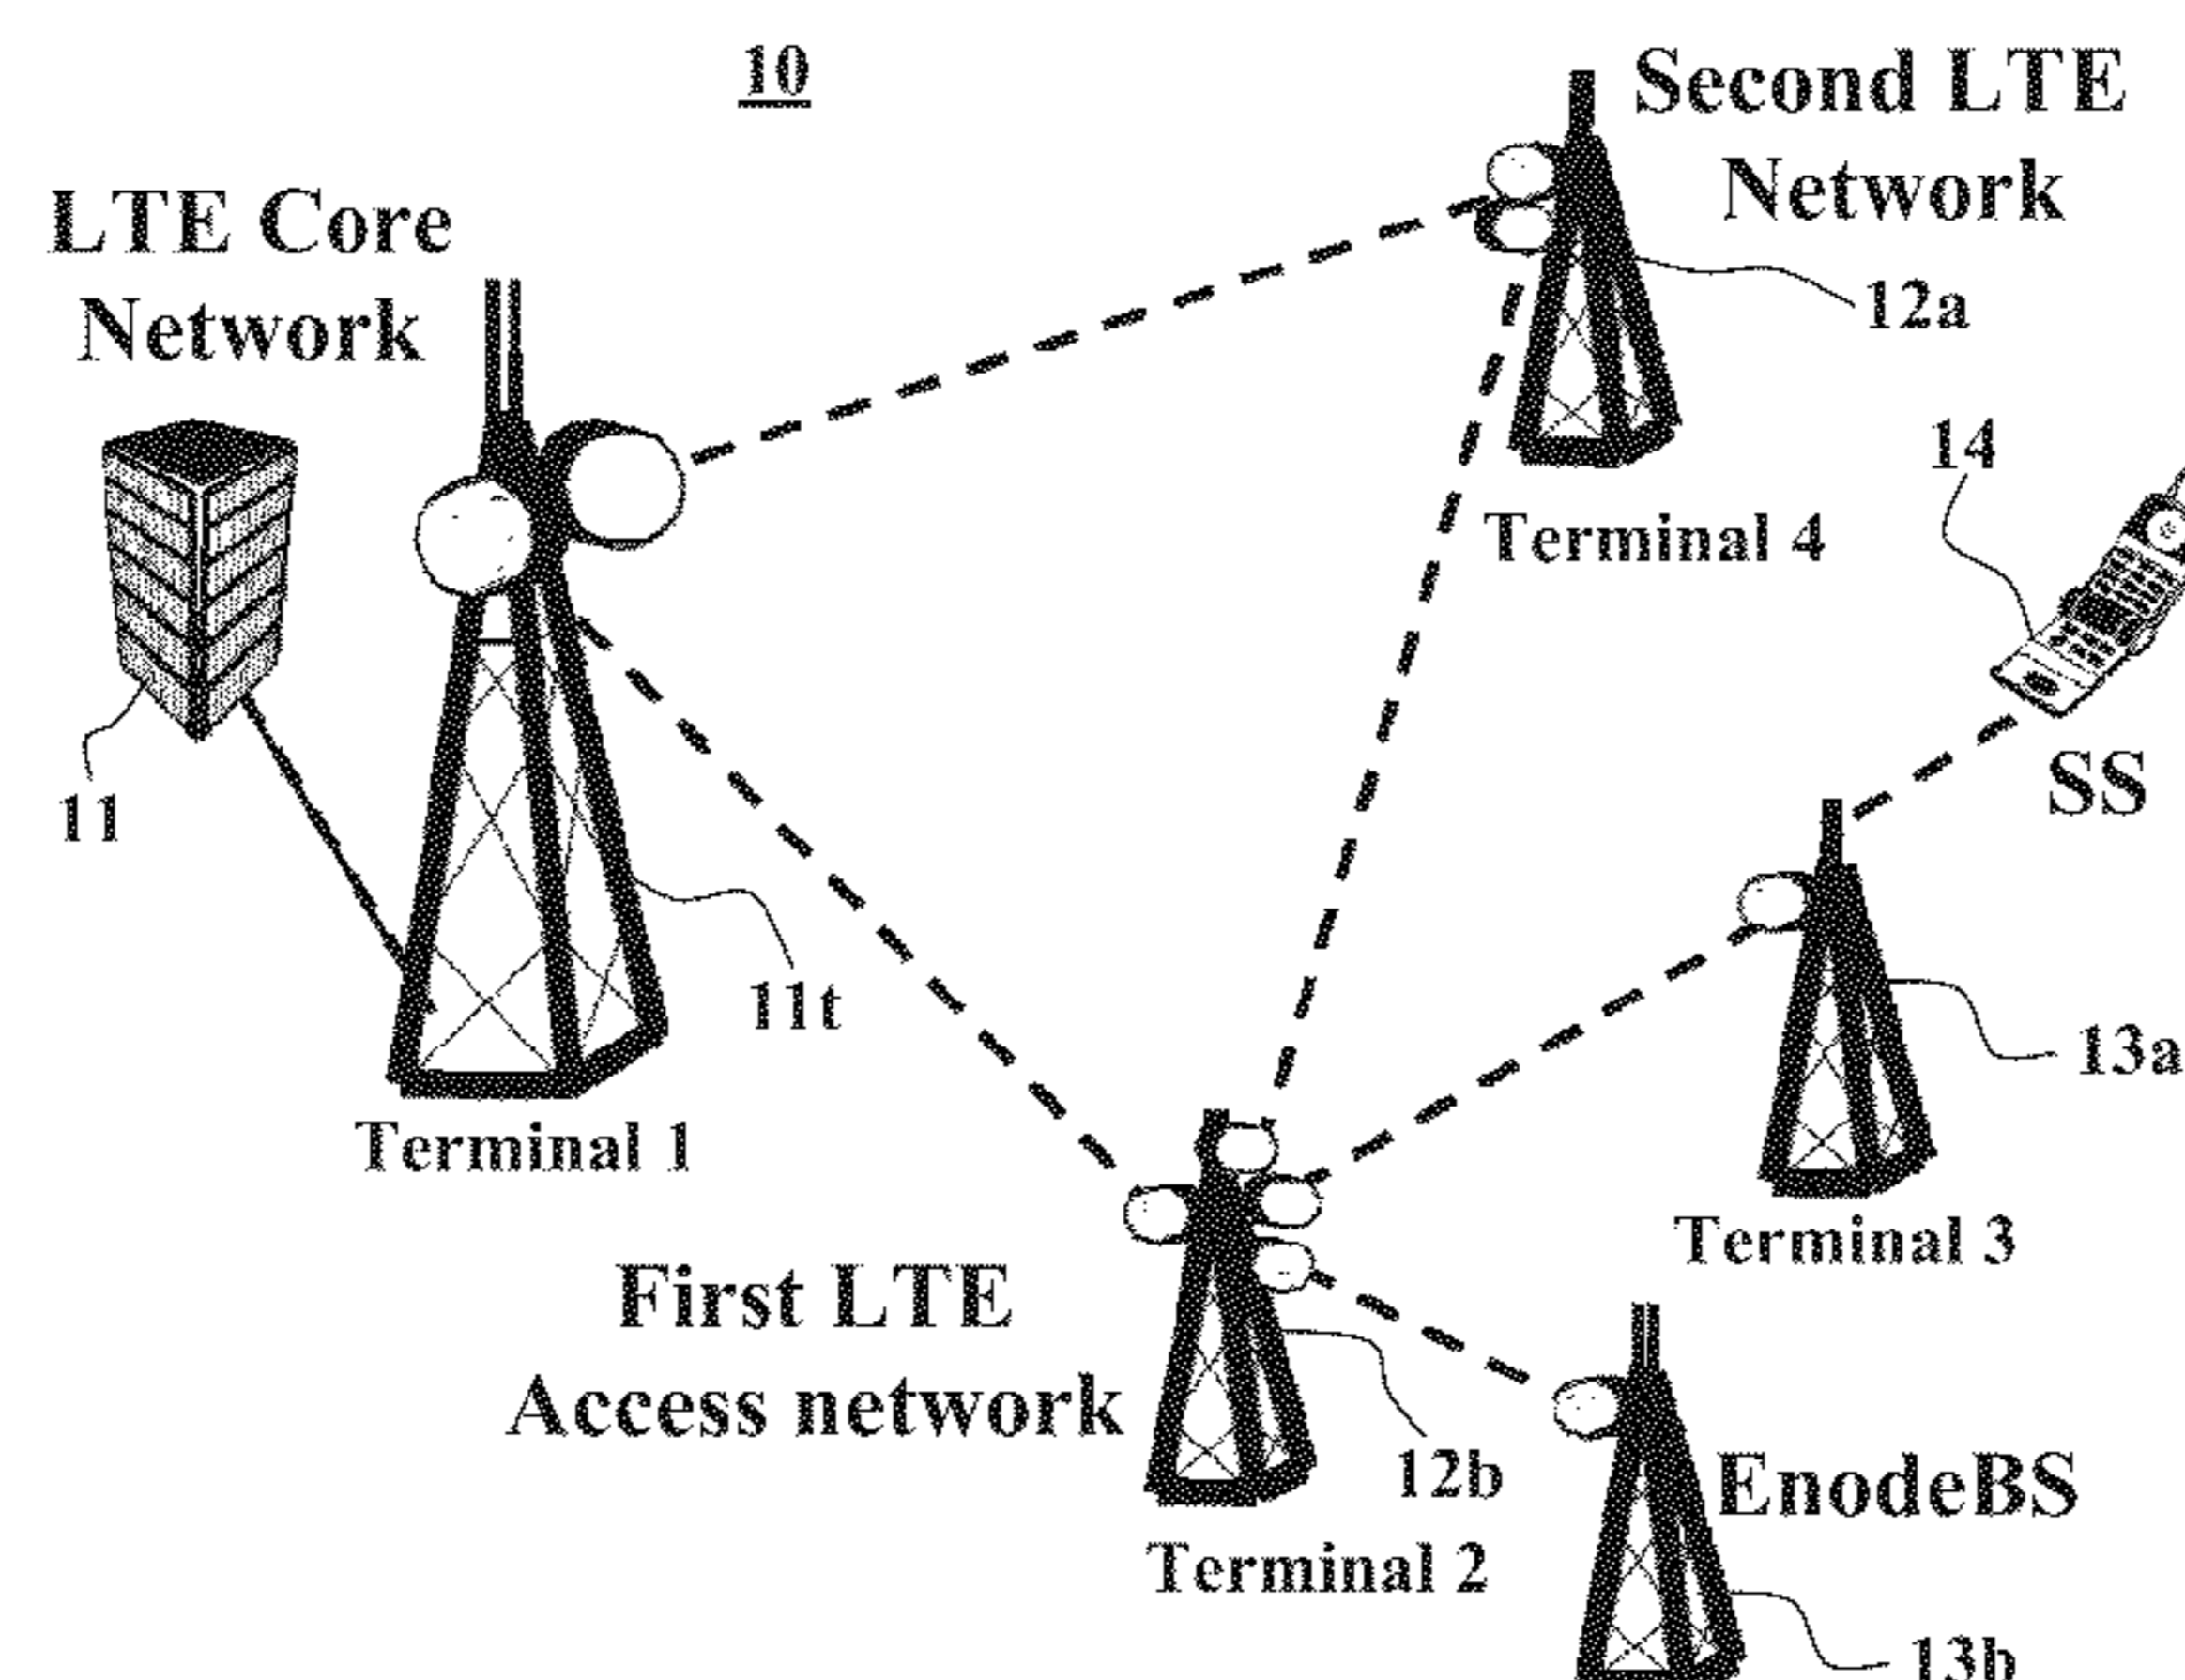 10
Second LTE
Network
LTE Core
Network
12a
14
Terminal 4
SS
11
11t
13a
Terminal 1
Terminal 3
First LTE
Access network
12b
EnodeBS
Terminal 2
13b